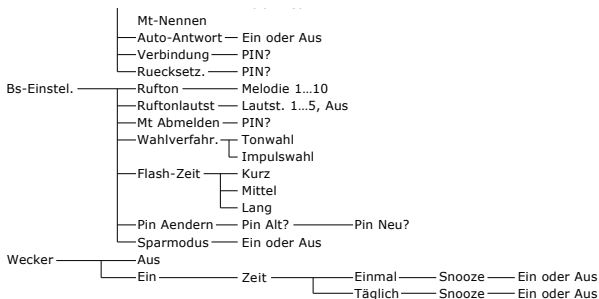 Mt-Nennen
Auto-Antwort Ein oder Aus
Verbindung PIN?
Ruecksetz. PIN?
Bs-Einstel. Rufton Melodie 1...10
Ruftonlautst Lautst. 1...5, Aus
Mt Abmelden PIN?
Wahlverfahr. Tonwahl
Impulswahl
Flash-Zeit Kurz
Mittel
Lang
Pin Aendern Pin Alt? Pin Neu?
Sparmodus Ein oder Aus
Wecker Aus
Ein Zeit Einmal Snooze Ein oder Aus
Täglich Snooze Ein oder Aus